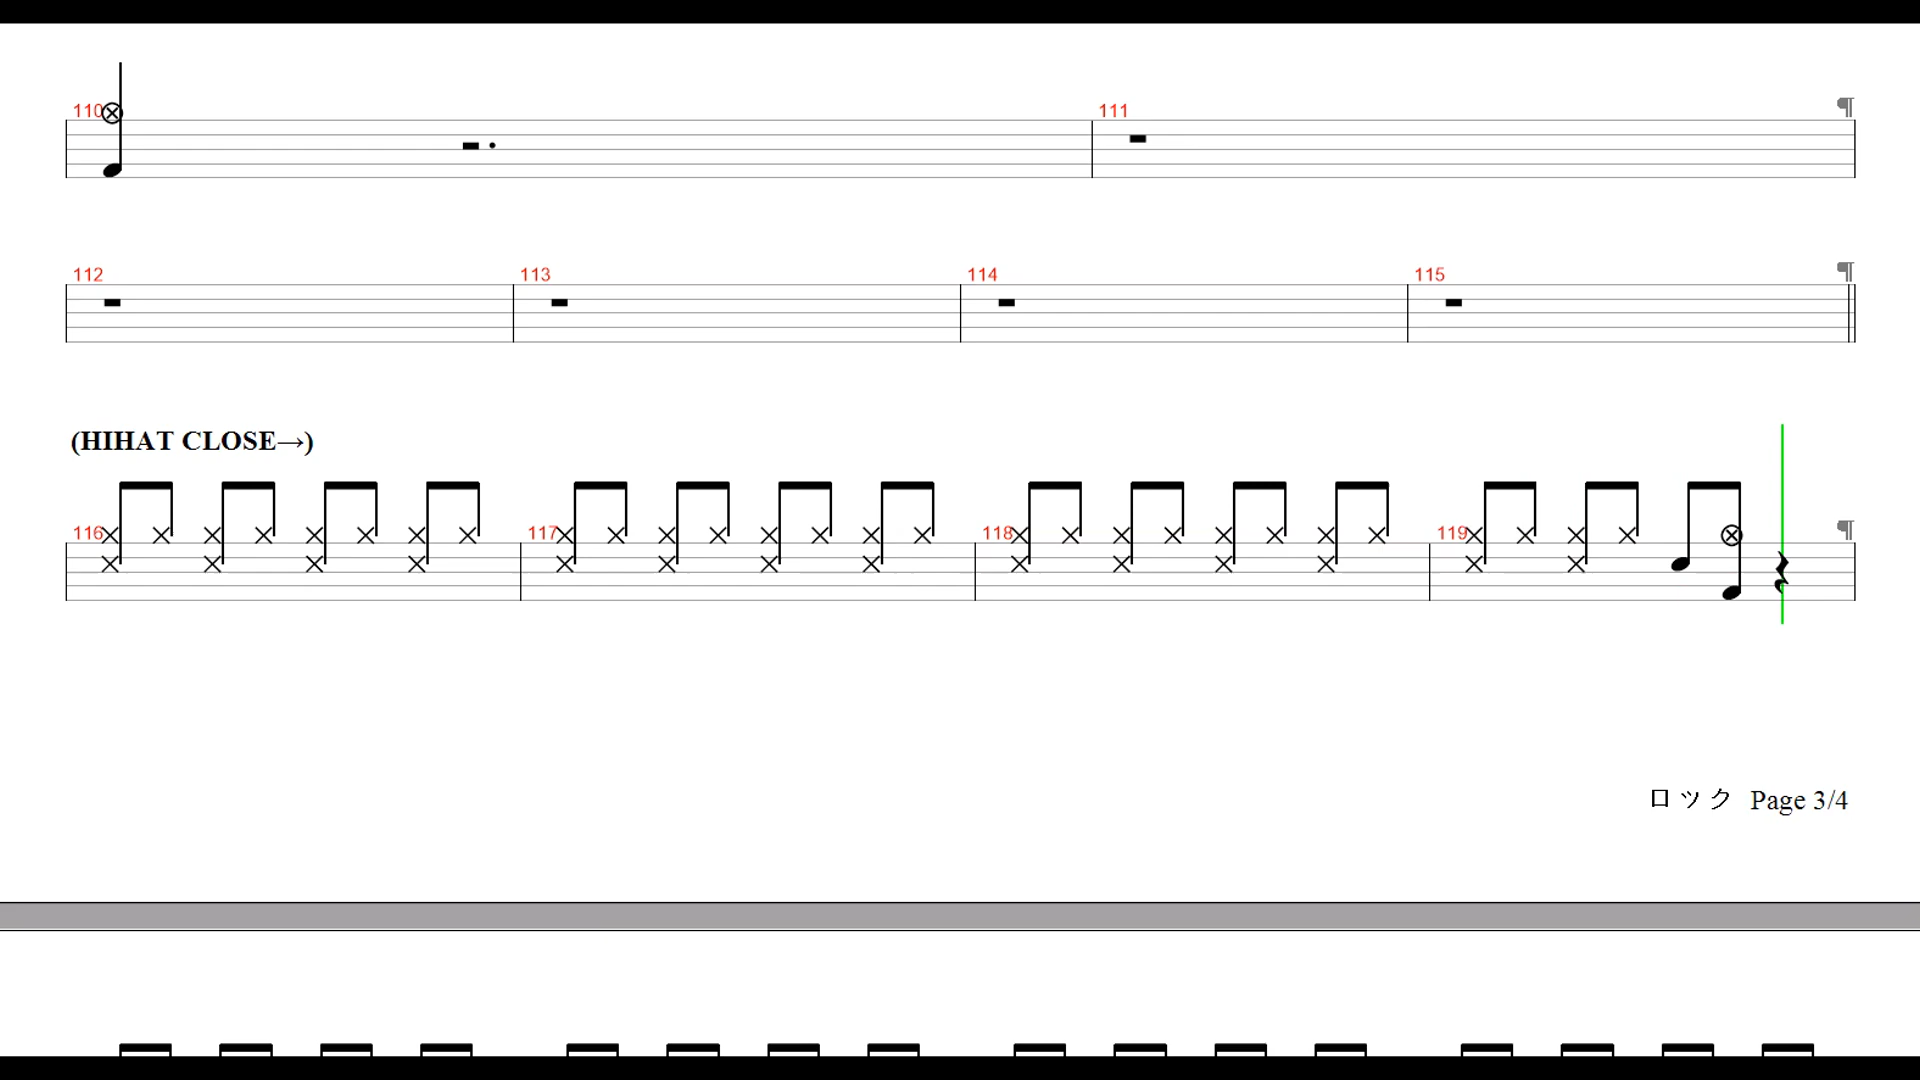 110 111 ¶
112 113 114 115 ¶
(HIHAT CLOSE→)
116 117 118 119 ¶
ロック Page 3/4